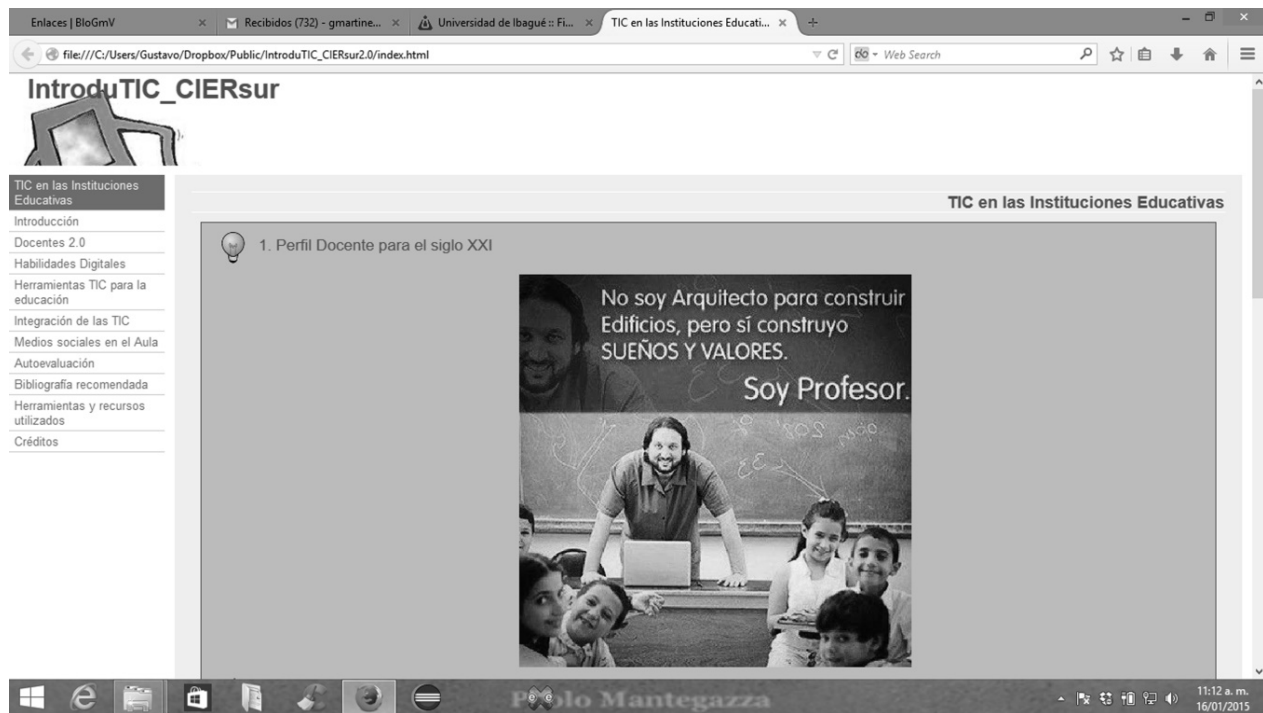 Enlaces | BloGmV
Recibidos (732) - gmartine...
Universidad de Ibagué :: Fi...
TIC en las Instituciones Educati...
file:///C:/Users/Gustavo/Dropbox/Public/IntroduTIC_CIERsur2.0/index.html
Web Search
IntroduTIC_CIERsur
TIC en las Instituciones
Educativas
Introducción
Docentes 2.0
Habilidades Digitales
Herramientas TIC para la
educación
Integración de las TIC
Medios sociales en el Aula
Autoevaluación
Bibliografía recomendada
Herramientas y recursos
utilizados
Créditos
TIC en las Instituciones Educativas
1. Perfil Docente para el siglo XXI
No soy Arquitecto para construir
Edificios, pero sí construyo
SUEÑOS Y VALORES.
Soy Profesor.
Mantegazza
11:12 a. m.
16/01/2015